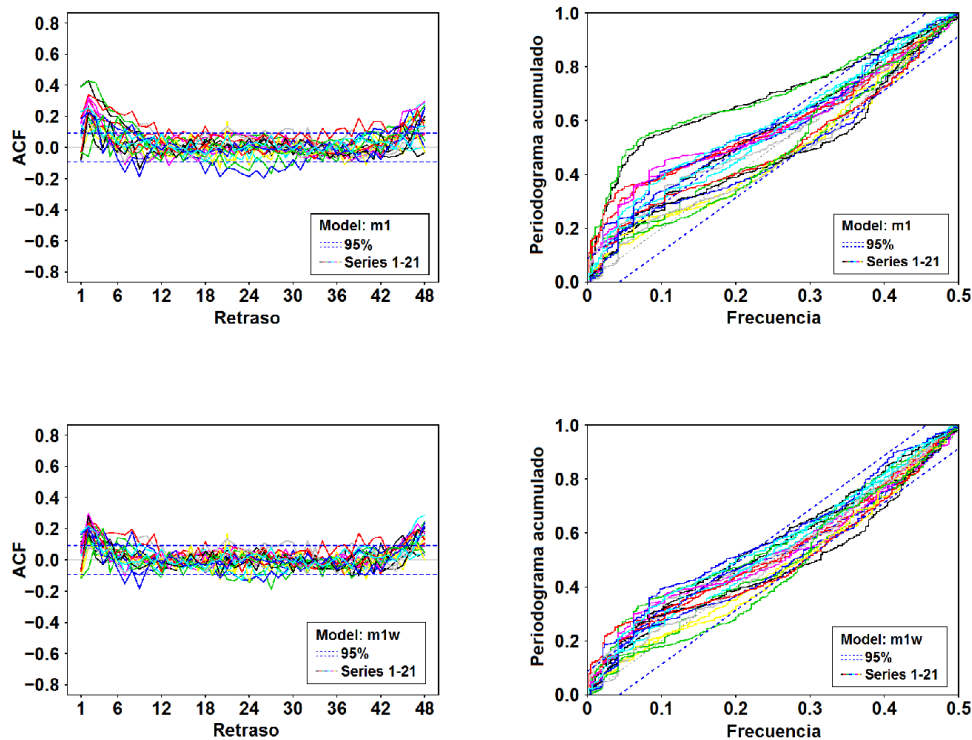 0.8
0.6
0.4
0.2
0.0
−0.2
−0.4
−0.6
−0.8
ACF
1 6 12 18 24 30 36 42 48
Retraso
Model: m1
95%
Series 1-21
1.0
0.8
0.6
0.4
0.2
0.0
Periodograma acumulado
0 0.1 0.2 0.3 0.4 0.5
Frecuencia
Model: m1
95%
Series 1-21
0.8
0.6
0.4
0.2
0.0
−0.2
−0.4
−0.6
−0.8
ACF
1 6 12 18 24 30 36 42 48
Retraso
Model: m1w
95%
Series 1-21
1.0
0.8
0.6
0.4
0.2
0.0
Periodograma acumulado
0 0.1 0.2 0.3 0.4 0.5
Frecuencia
Model: m1w
95%
Series 1-21